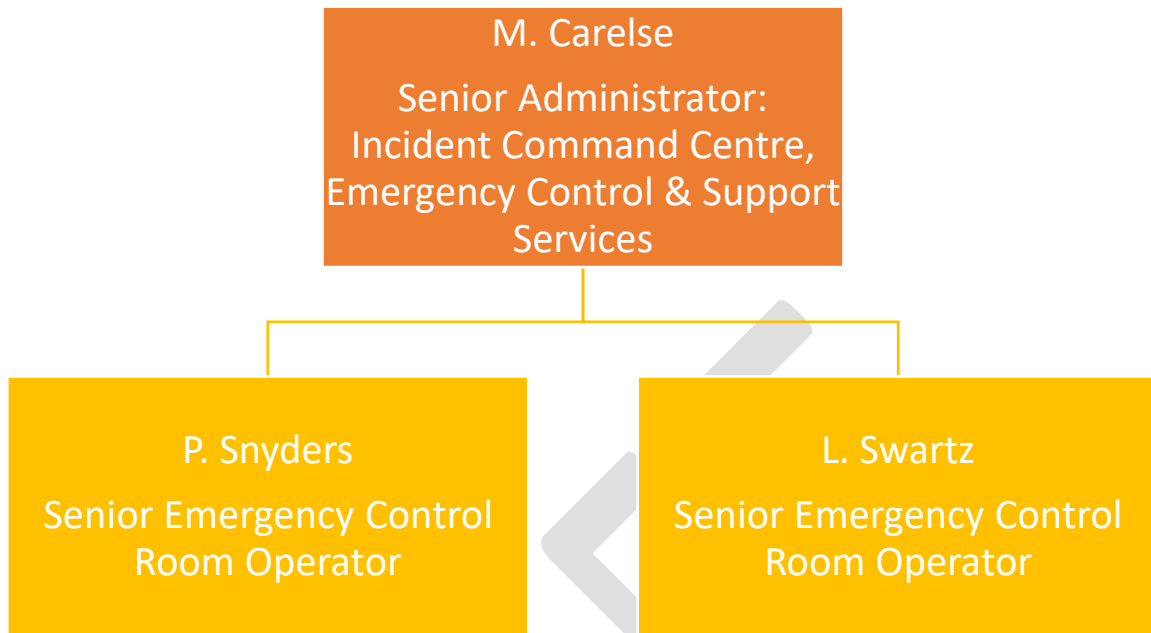 M. Carelse
Senior Administrator:
Incident Command Centre,
Emergency Control & Support
Services
P. Snyders
Senior Emergency Control
Room Operator
L. Swartz
Senior Emergency Control
Room Operator